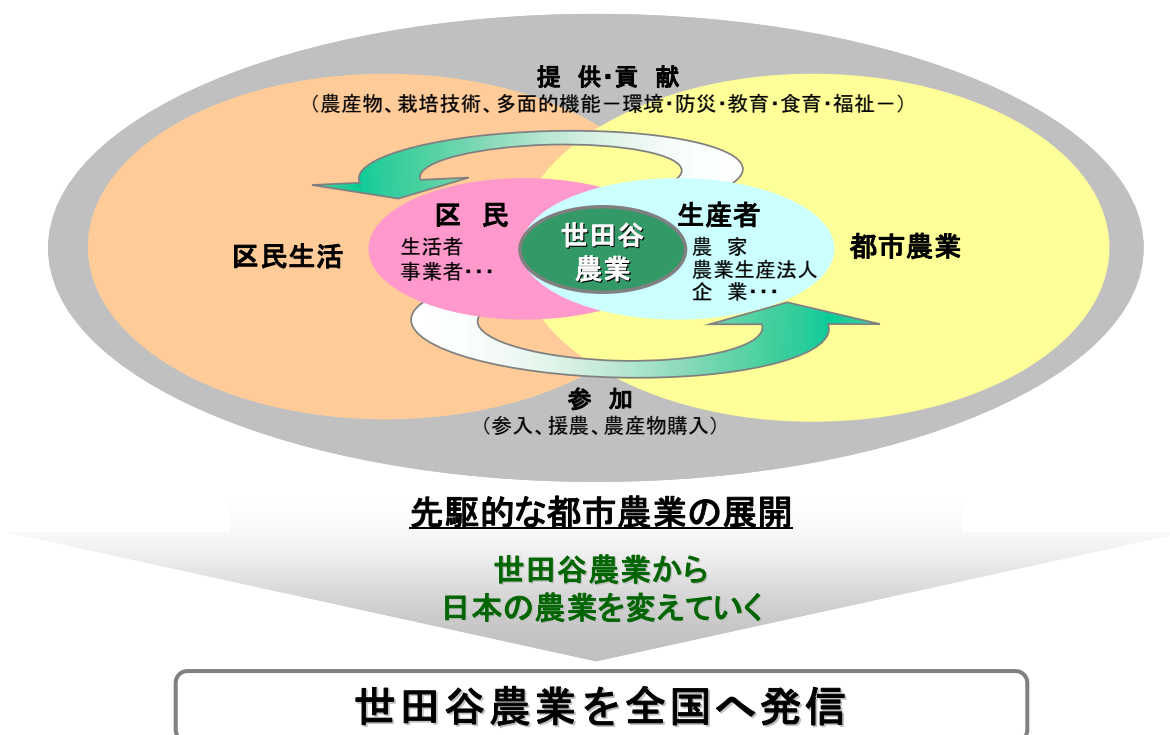 提 供・貢 献
（農産物、栽培技術、多面的機能－環境・防災・教育・食育・福祉－）
区 民
生活者
事業者・・・
世田谷
農業
生産者
農 家
農業生産法人
企 業・・・
区民生活
都市農業
参 加
（参入、援農、農産物購入）
先駆的な都市農業の展開
世田谷農業から
日本の農業を変えていく
世田谷農業を全国へ発信